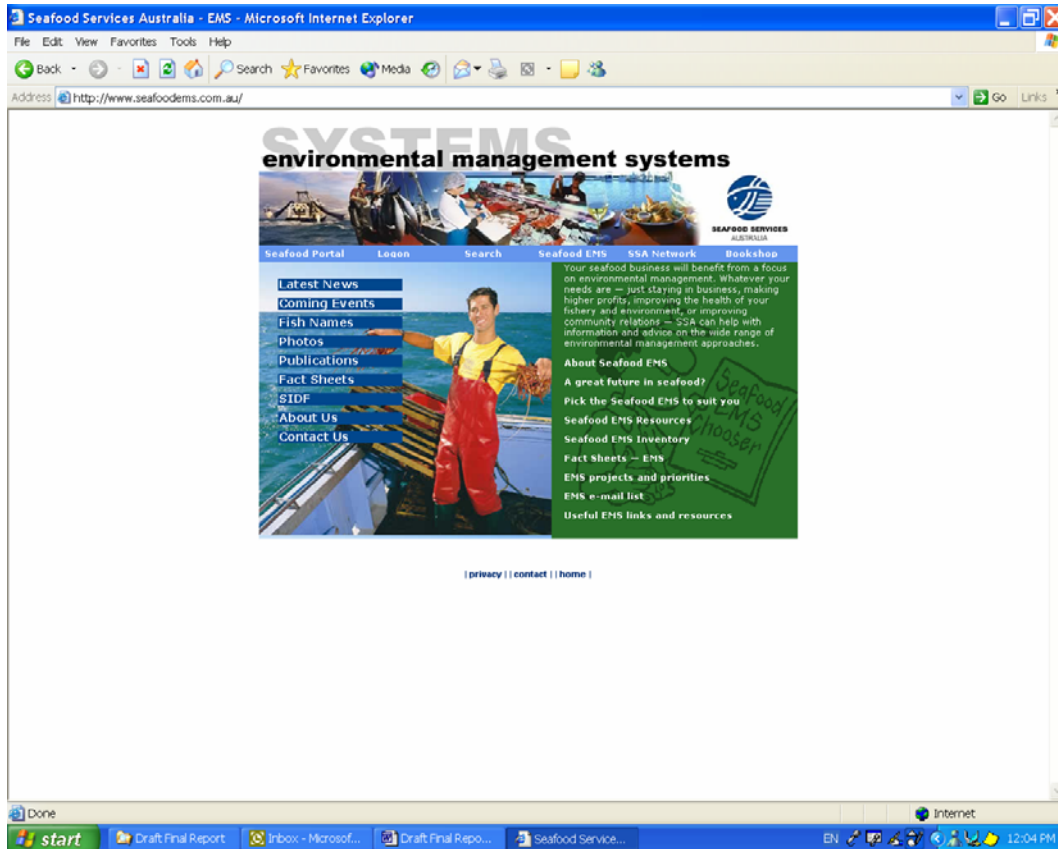 Seafood Services Australia - EMS - Microsoft Internet Explorer
File Edit View Favorites Tools Help
Back Search Favorites Media
Address http://www.seafoodems.com.au/ Go Links
SYSTEMS
environmental management systems
SEAFOOD SERVICES
AUSTRALIA
Seafood Portal Logon Search Seafood EMS SSA Network Bookshop
Latest News
Coming Events
Fish Names
Photos
Publications
Fact Sheets
SIDF
About Us
Contact Us
Your seafood business will benefit from a focus
on environmental management. Whatever your
needs are — just staying in business, making
higher profits, improving the health of your
fishery and environment, or improving
community relations — SSA can help with
information and advice on the wide range of
environmental management approaches.
About Seafood EMS
A great future in seafood?
Pick the Seafood EMS to suit you
Seafood EMS Resources
Seafood EMS Inventory
Fact Sheets — EMS
EMS projects and priorities
EMS e-mail list
Useful EMS links and resources
Seafood
EMS
chooser
| privacy | | contact | | home |
Done Internet
start Draft Final Report Inbox - Microsof... Draft Final Repo... Seafood Service... EN 12:04 PM